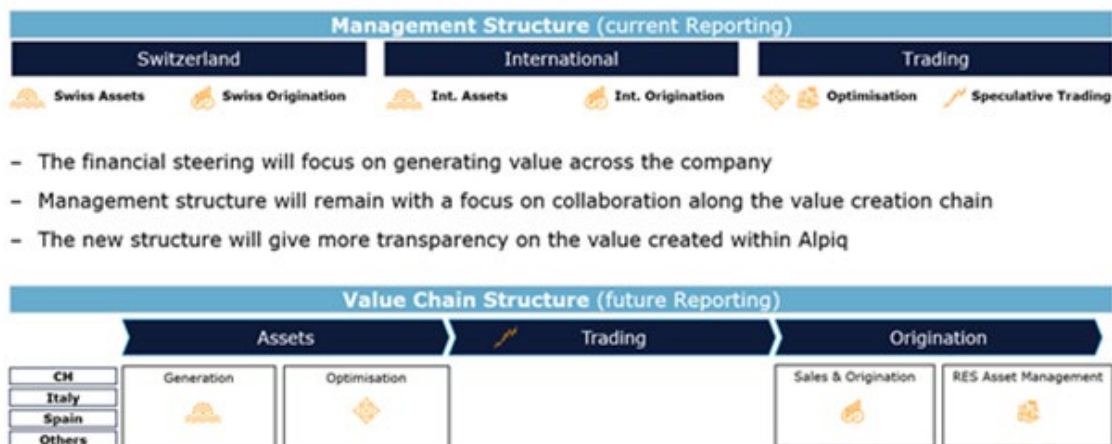 Management Structure (current Reporting)
Switzerland International Trading
Swiss Assets Swiss Origination Int. Assets Int. Origination Optimisation Speculative Trading
– The financial steering will focus on generating value across the company
– Management structure will remain with a focus on collaboration along the value creation chain
– The new structure will give more transparency on the value created within Alpiq
Value Chain Structure (future Reporting)
Assets Trading Origination
CH Generation Optimisation Sales & Origination RES Asset Management
Italy
Spain
Others